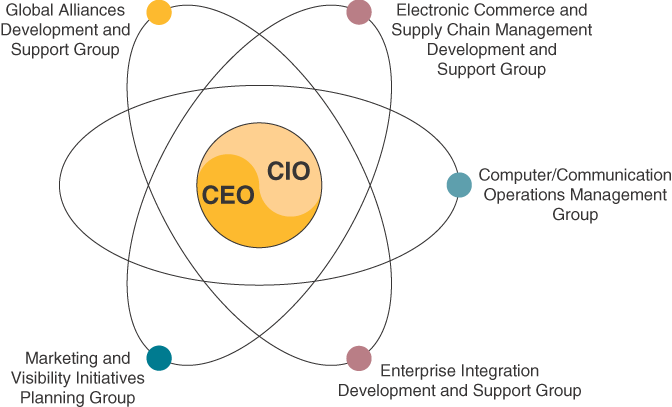 Global Alliances
Development and
Support Group
Electronic Commerce and
Supply Chain Management
Development and
Support Group
CIO
CEO
Computer/Communication
Operations Management
Group
Marketing and
Visibility Initiatives
Planning Group
Enterprise Integration
Development and Support Group